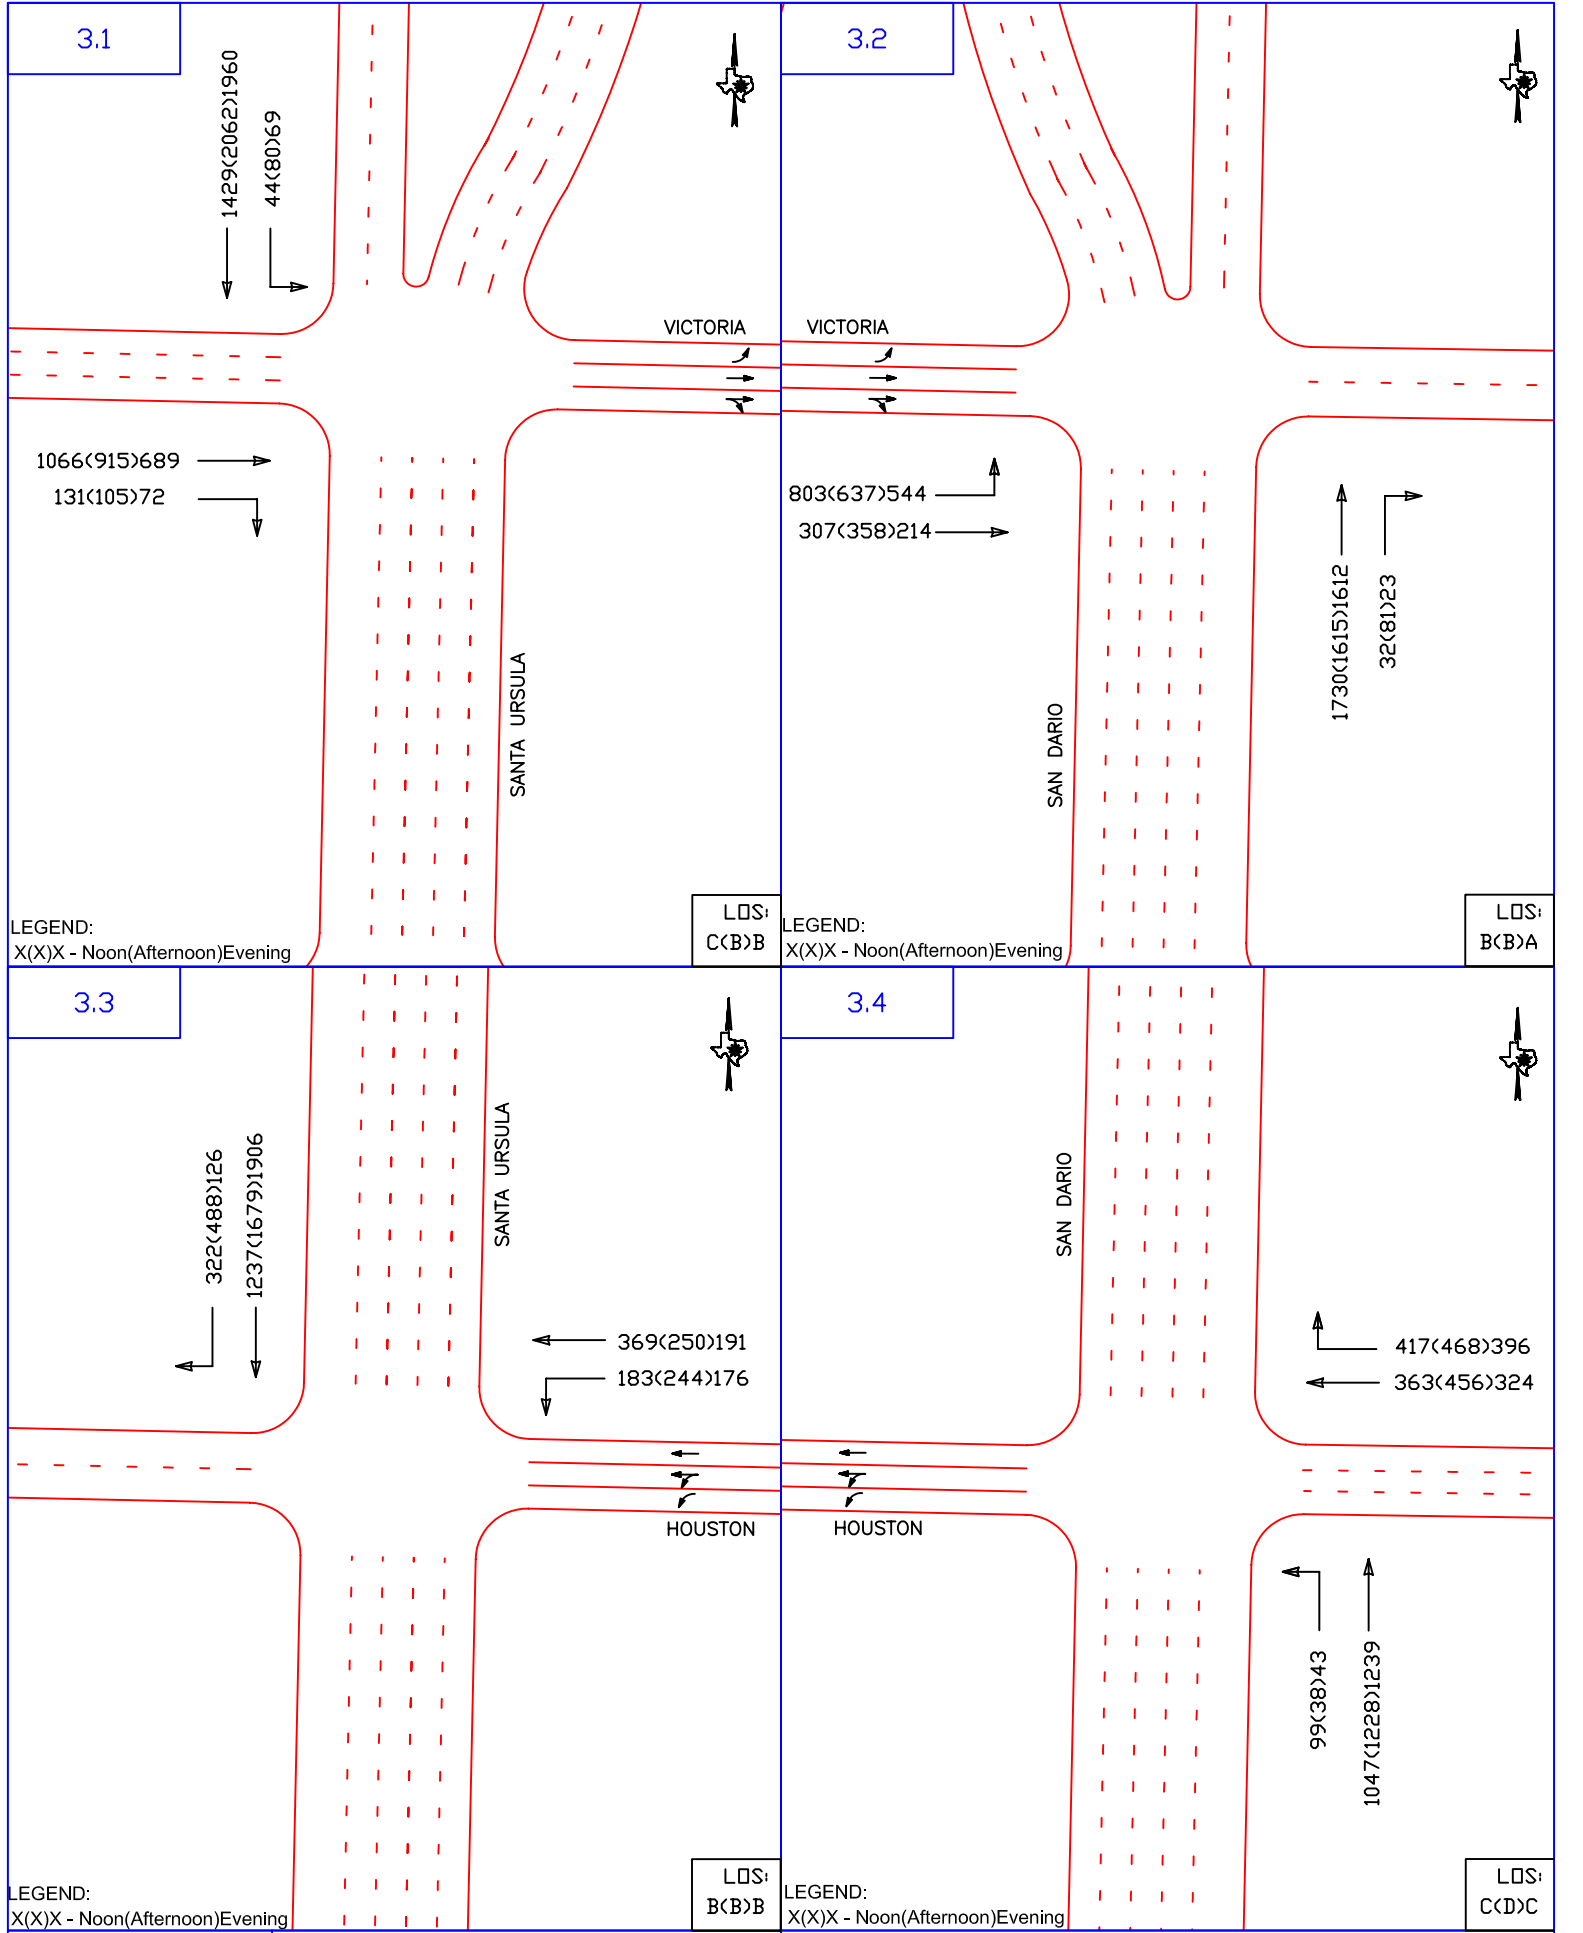 3.1
1429(2062)1960
44(80)69
VICTORIA
1066(915)689
131(105)72
SANTA URSULA
LEGEND:
X(X)X - Noon(Afternoon)Evening
LOS:
C(B)B
3.2
VICTORIA
803(637)544
307(358)214
1730(1615)1612
32(81)23
SAN DARIO
LEGEND:
X(X)X - Noon(Afternoon)Evening
LOS:
B(B)A
3.3
SANTA URSULA
322(488)126
1237(1679)1906
369(250)191
183(244)176
HOUSTON
LEGEND:
X(X)X - Noon(Afternoon)Evening
LOS:
B(B)B
3.4
SAN DARIO
417(468)396
363(456)324
HOUSTON
99(38)43
1047(1228)1239
LEGEND:
X(X)X - Noon(Afternoon)Evening
LOS:
C(D)C